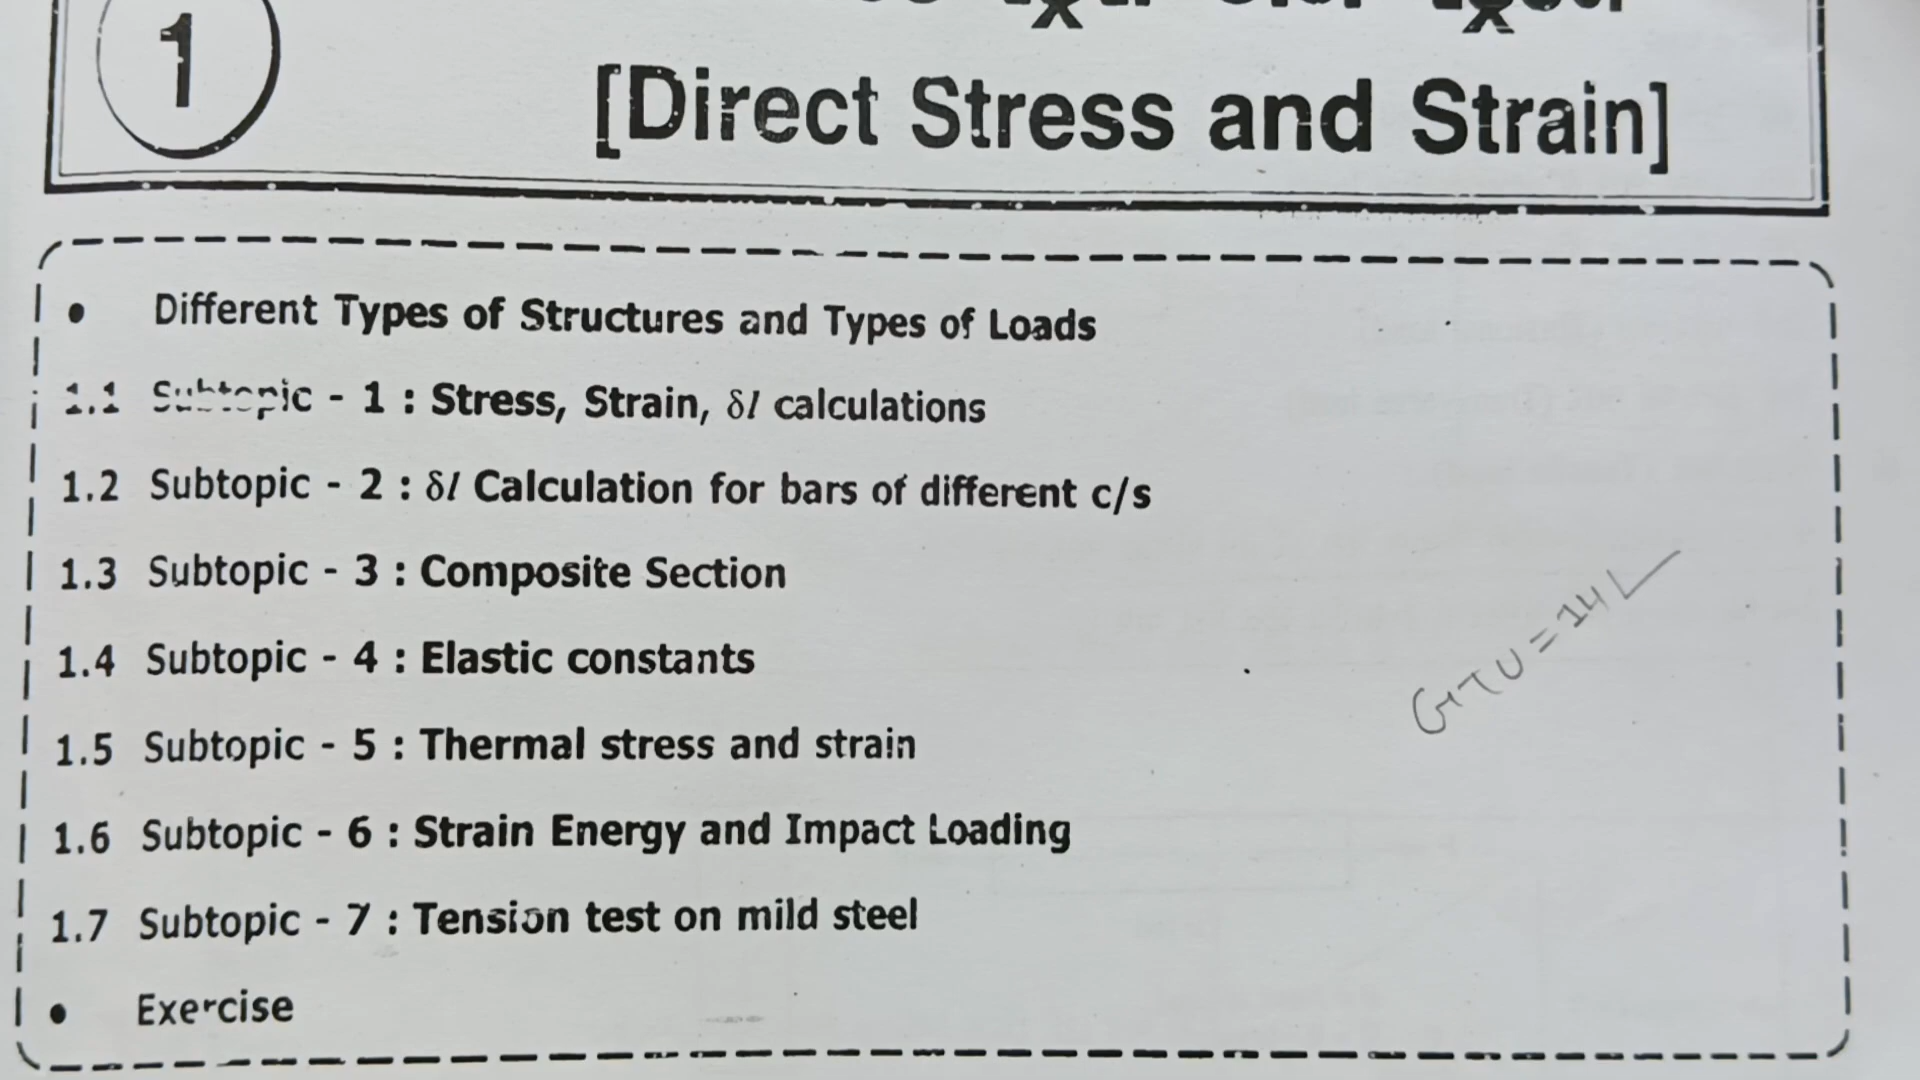 1
[Direct Stress and Strain]
• Different Types of Structures and Types of Loads
1.1 Subtopic - 1 : Stress, Strain, δl calculations
1.2 Subtopic - 2 : δl Calculation for bars of different c/s
1.3 Subtopic - 3 : Composite Section
1.4 Subtopic - 4 : Elastic constants
GTU = 14
1.5 Subtopic - 5 : Thermal stress and strain
1.6 Subtopic - 6 : Strain Energy and Impact Loading
1.7 Subtopic - 7 : Tension test on mild steel
• Exercise